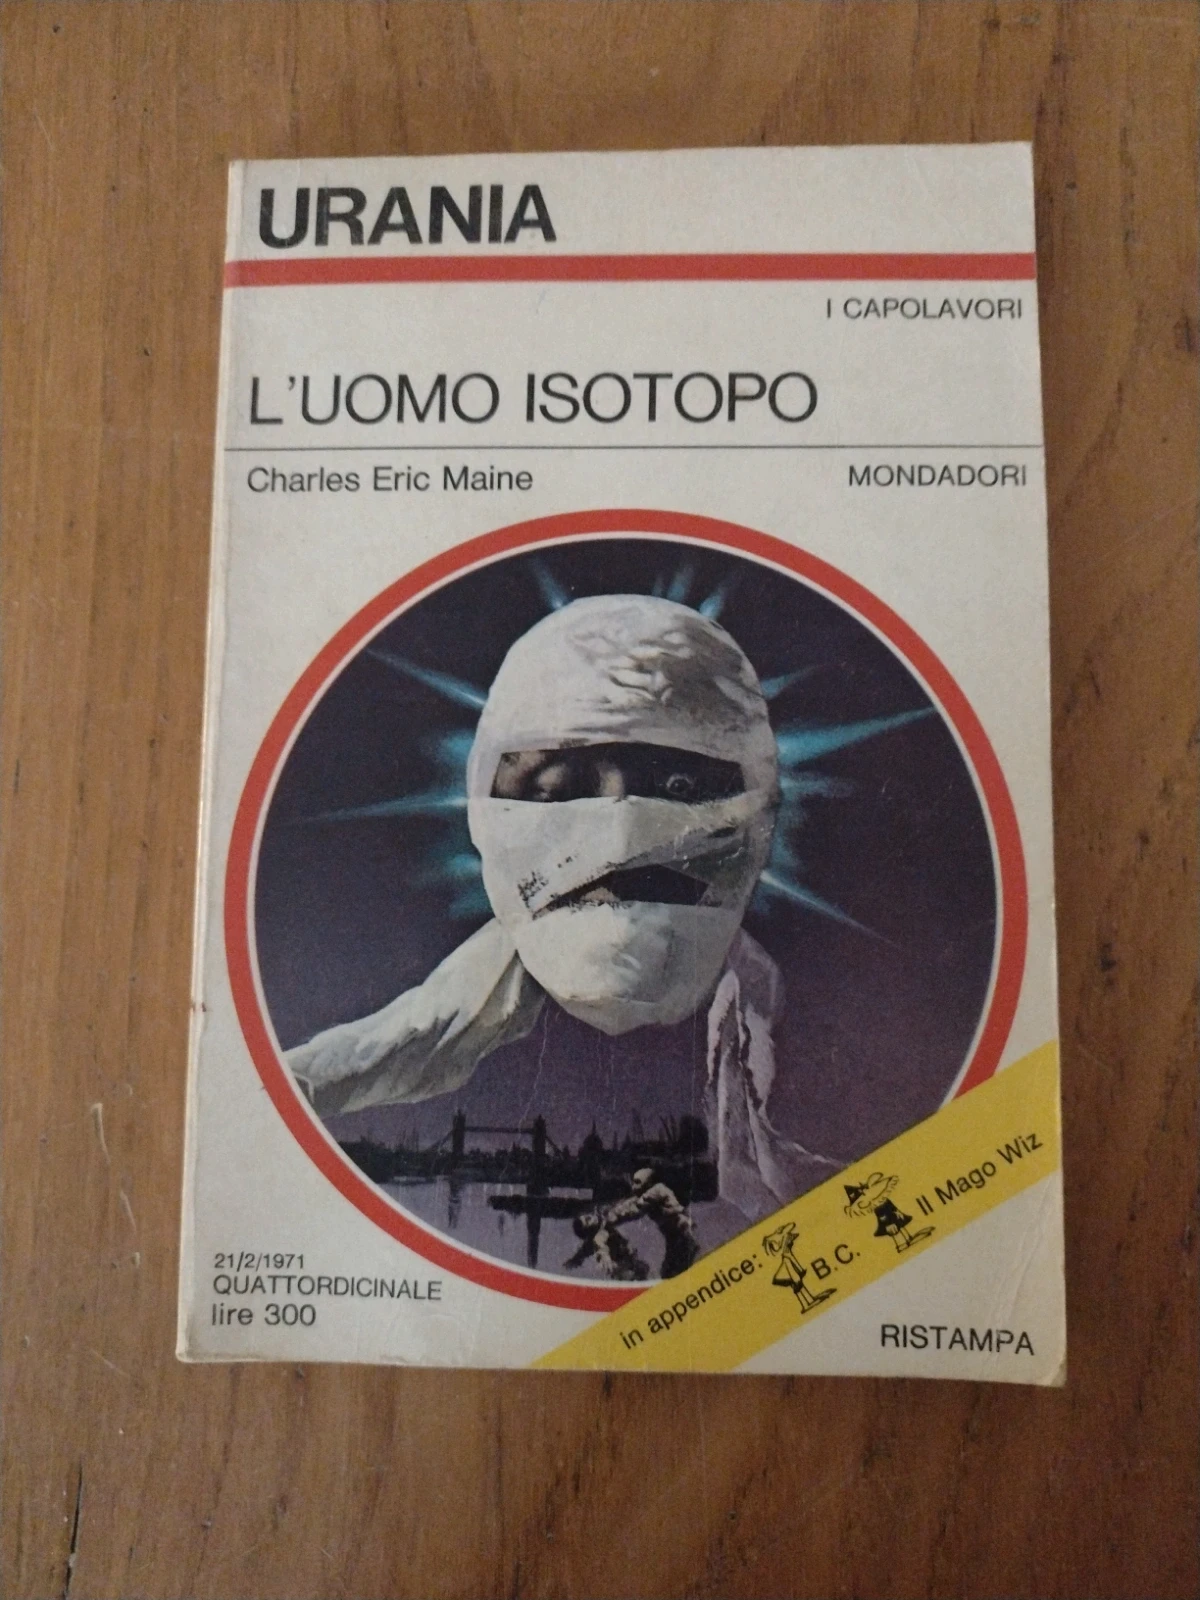 URANIA
I CAPOLAVORI
L'UOMO ISOTOPO
Charles Eric Maine
MONDADORI
21/2/1971
QUATTORDICINALE
lire 300
in appendice: B.C. Il Mago Wiz
RISTAMPA